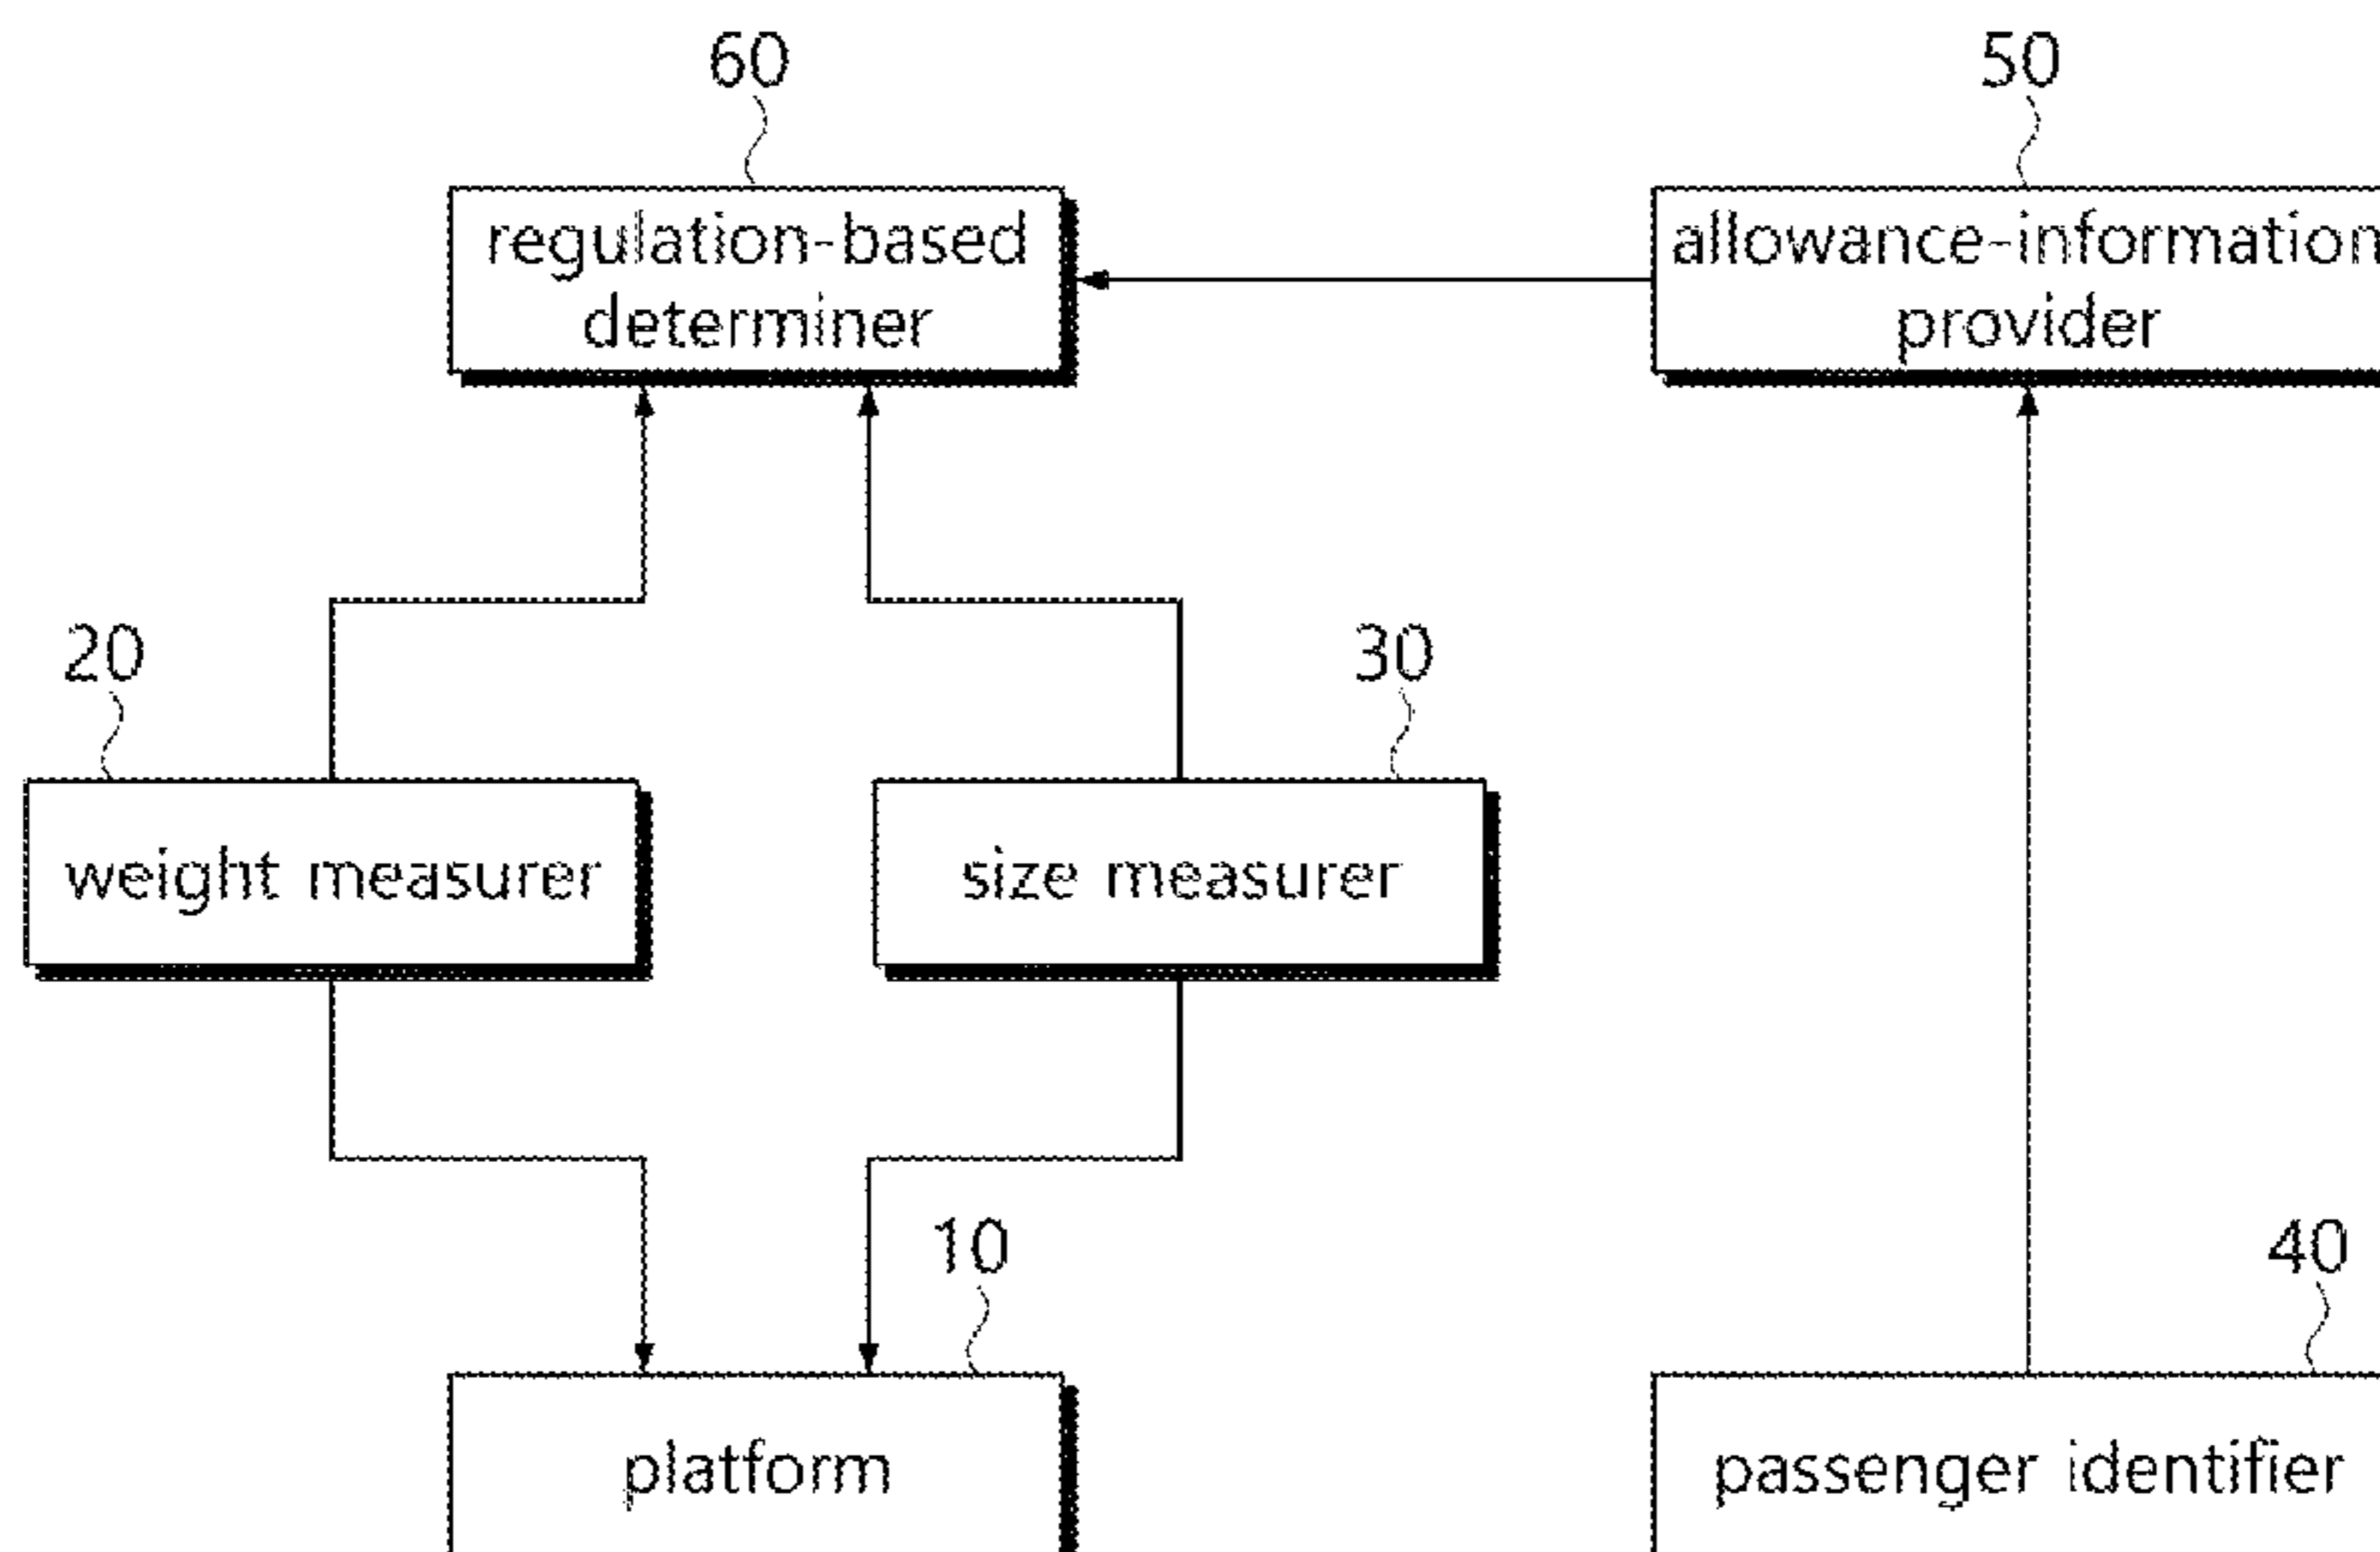 60
50
regulation-based
determiner
allowance-information
provider
20
30
weight measurer
size measurer
10
40
platform
passenger identifier